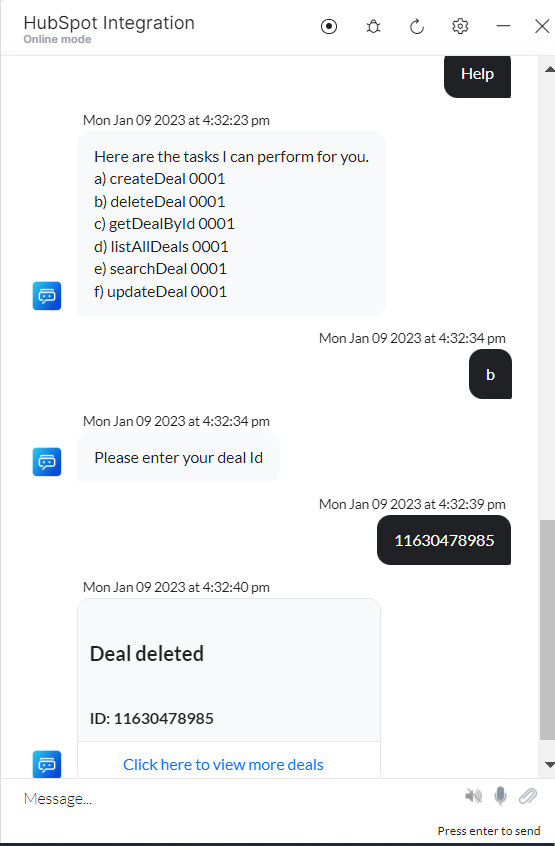 HubSpot Integration
Online mode
Help
Mon Jan 09 2023 at 4:32:23 pm
Here are the tasks I can perform for you.
a) createDeal 0001
b) deleteDeal 0001
c) getDealById 0001
d) listAllDeals 0001
e) searchDeal 0001
f) updateDeal 0001
Mon Jan 09 2023 at 4:32:34 pm
b
Mon Jan 09 2023 at 4:32:34 pm
Please enter your deal Id
Mon Jan 09 2023 at 4:32:39 pm
11630478985
Mon Jan 09 2023 at 4:32:40 pm
Deal deleted
ID: 11630478985
Click here to view more deals
Message...
Press enter to send